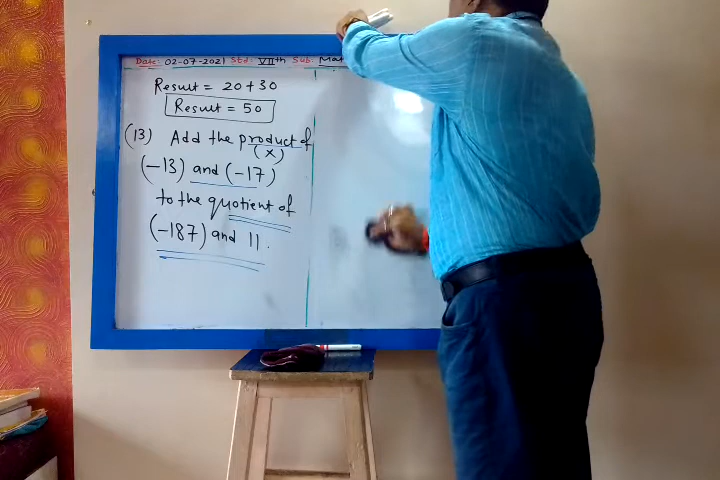 Date: 02-07-2021 Std: VIIth Sub: Mat
Result = 20 + 30
Result = 50
(13) Add the product of
(×)
(-13) and (-17)
to the quotient of
(-187) and 11.